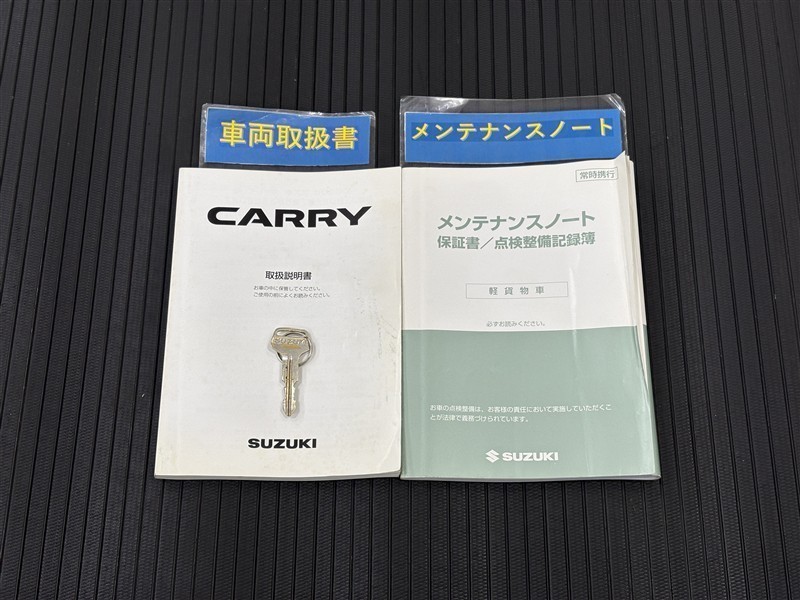 車両取扱書
CARRY
取扱説明書
お車の中に保管してください。
ご使用の前によくお読みください。
SUZUKI
SUZUKI
メンテナンスノート
常時携行
メンテナンスノート
保証書／点検整備記録簿
軽貨物車
必ずお読みください。
お車の点検整備は、お客様の責任において実施していただくこ
とが法律で義務づけられています。
SUZUKI